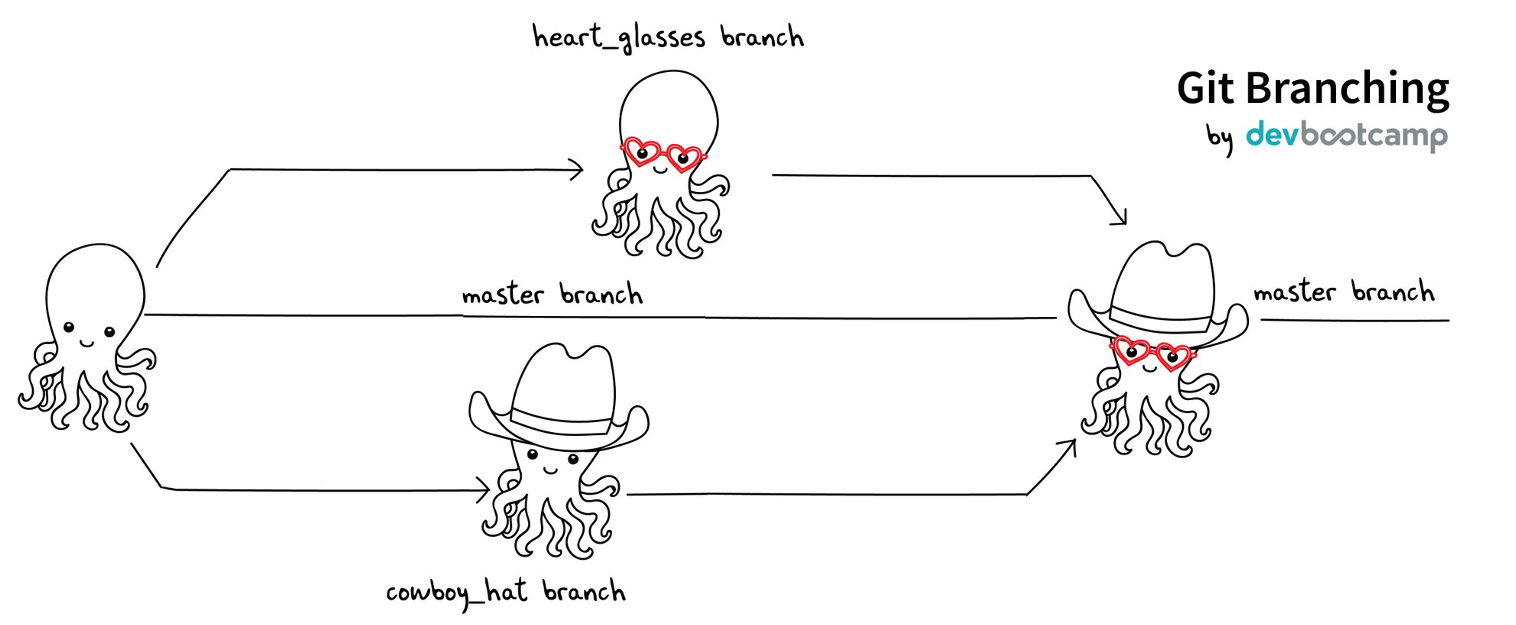 heart_glasses branch
Git Branching
by devbootcamp
master branch
master branch
cowboy_hat branch